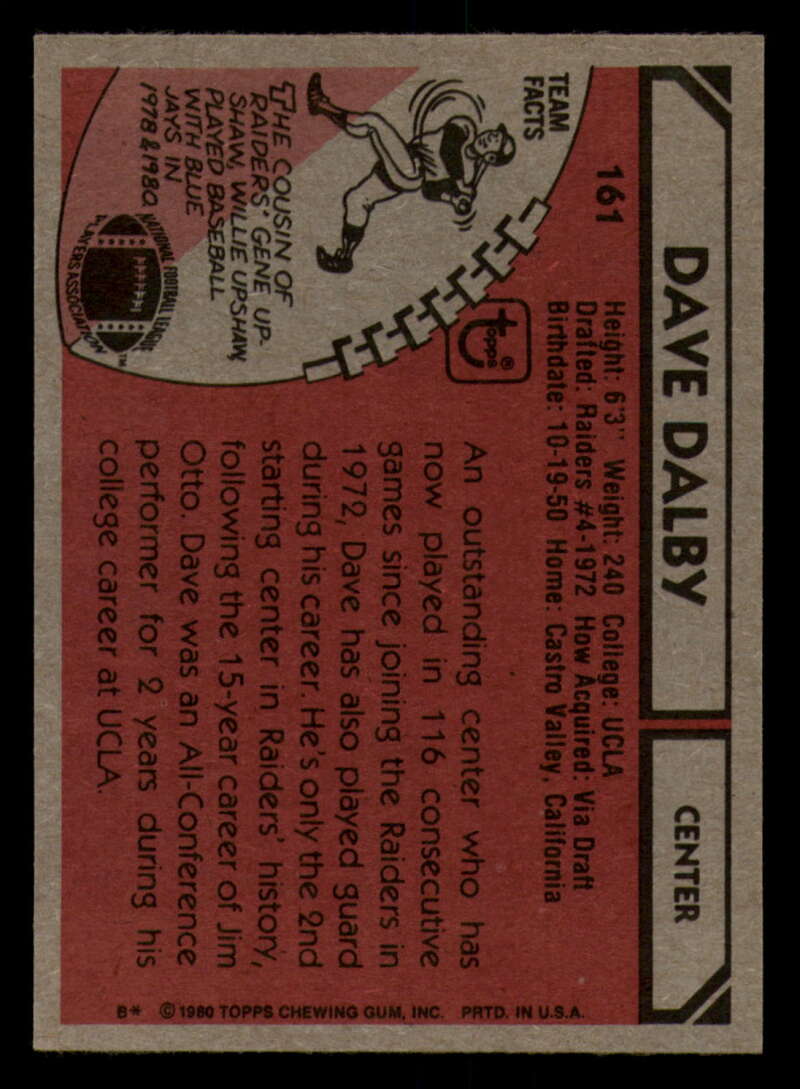 DAVE DALBY
CENTER
161
Height: 6'3" Weight: 240 College: UCLA
Drafted: Raiders #4-1972 How Acquired: Via Draft
Birthdate: 10-19-50 Home: Castro Valley, California
TEAM
FACTS
THE COUSIN OF
RAIDERS' GENE UP-
SHAW, WILLIE UPSHAW,
PLAYED BASEBALL
WITH BLUE
JAYS IN
1978 & 1980.
NATIONAL FOOTBALL LEAGUE
PLAYERS ASSOCIATION
TM
topps®
An outstanding center who has
now played in 116 consecutive
games since joining the Raiders in
1972, Dave has also played guard
during his career. He's only the 2nd
starting center in Raiders' history,
following the 15-year career of Jim
Otto. Dave was an All-Conference
performer for 2 years during his
college career at UCLA.
B* ©1980 TOPPS CHEWING GUM, INC. PRTD. IN U.S.A.